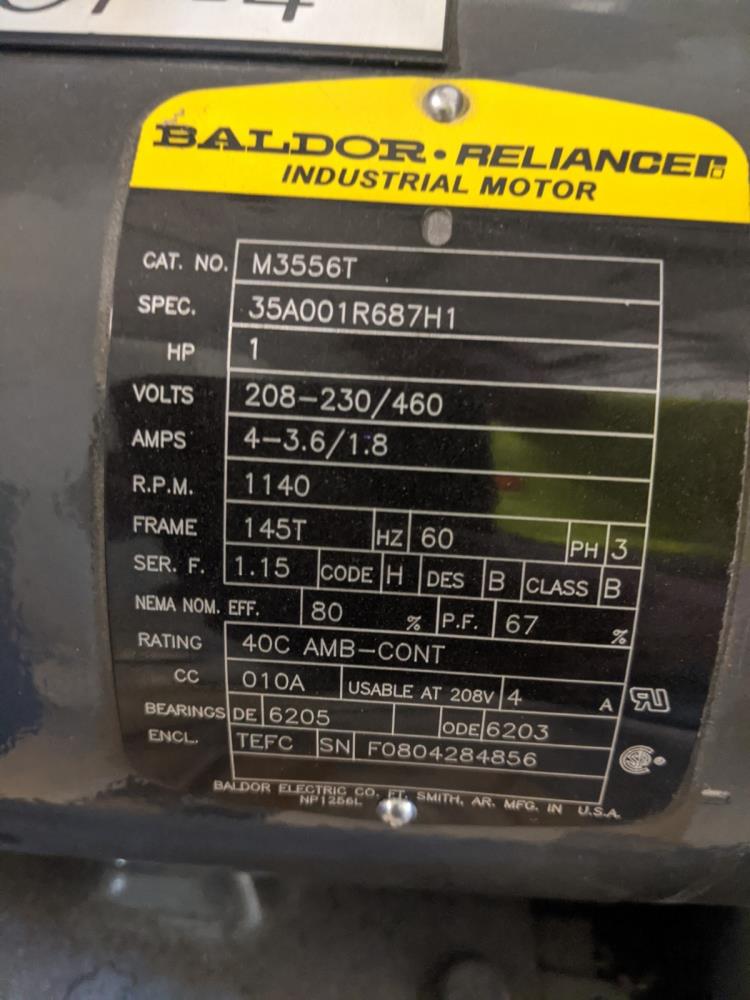 BALDOR • RELIANCER
INDUSTRIAL MOTOR
CAT. NO. M3556T
SPEC. 35A001R687H1
HP 1
VOLTS 208-230/460
AMPS 4-3.6/1.8
R.P.M. 1140
FRAME 145T HZ 60 PH 3
SER. F. 1.15 CODE H DES B CLASS B
NEMA NOM. EFF. 80 % P.F. 67 %
RATING 40C AMB-CONT
CC 010A USABLE AT 208V 4 A
BEARINGS DE 6205 ODE 6203
ENCL. TEFC SN F0804284856
BALDOR ELECTRIC CO. FT. SMITH, AR. MFG. IN U.S.A.
NP1256L